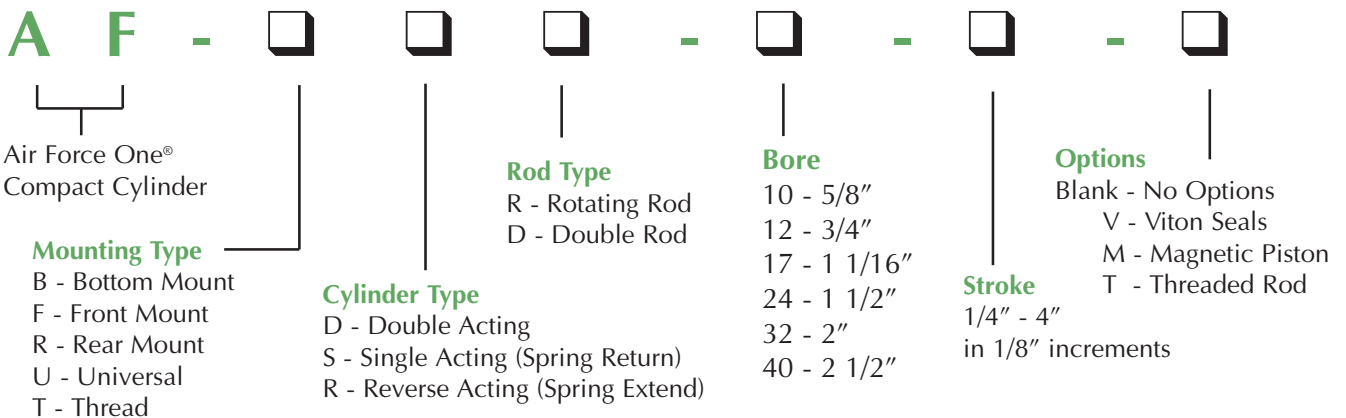 A F - ❑ ❑ ❑ - ❑ - ❑ - ❑
Air Force One®
Compact Cylinder
Mounting Type
B - Bottom Mount
F - Front Mount
R - Rear Mount
U - Universal
T - Thread
Cylinder Type
D - Double Acting
S - Single Acting (Spring Return)
R - Reverse Acting (Spring Extend)
Rod Type
R - Rotating Rod
D - Double Rod
Bore
10 - 5/8″
12 - 3/4″
17 - 1 1/16″
24 - 1 1/2″
32 - 2″
40 - 2 1/2″
Stroke
1/4″ - 4″
in 1/8″ increments
Options
Blank - No Options
V - Viton Seals
M - Magnetic Piston
T - Threaded Rod